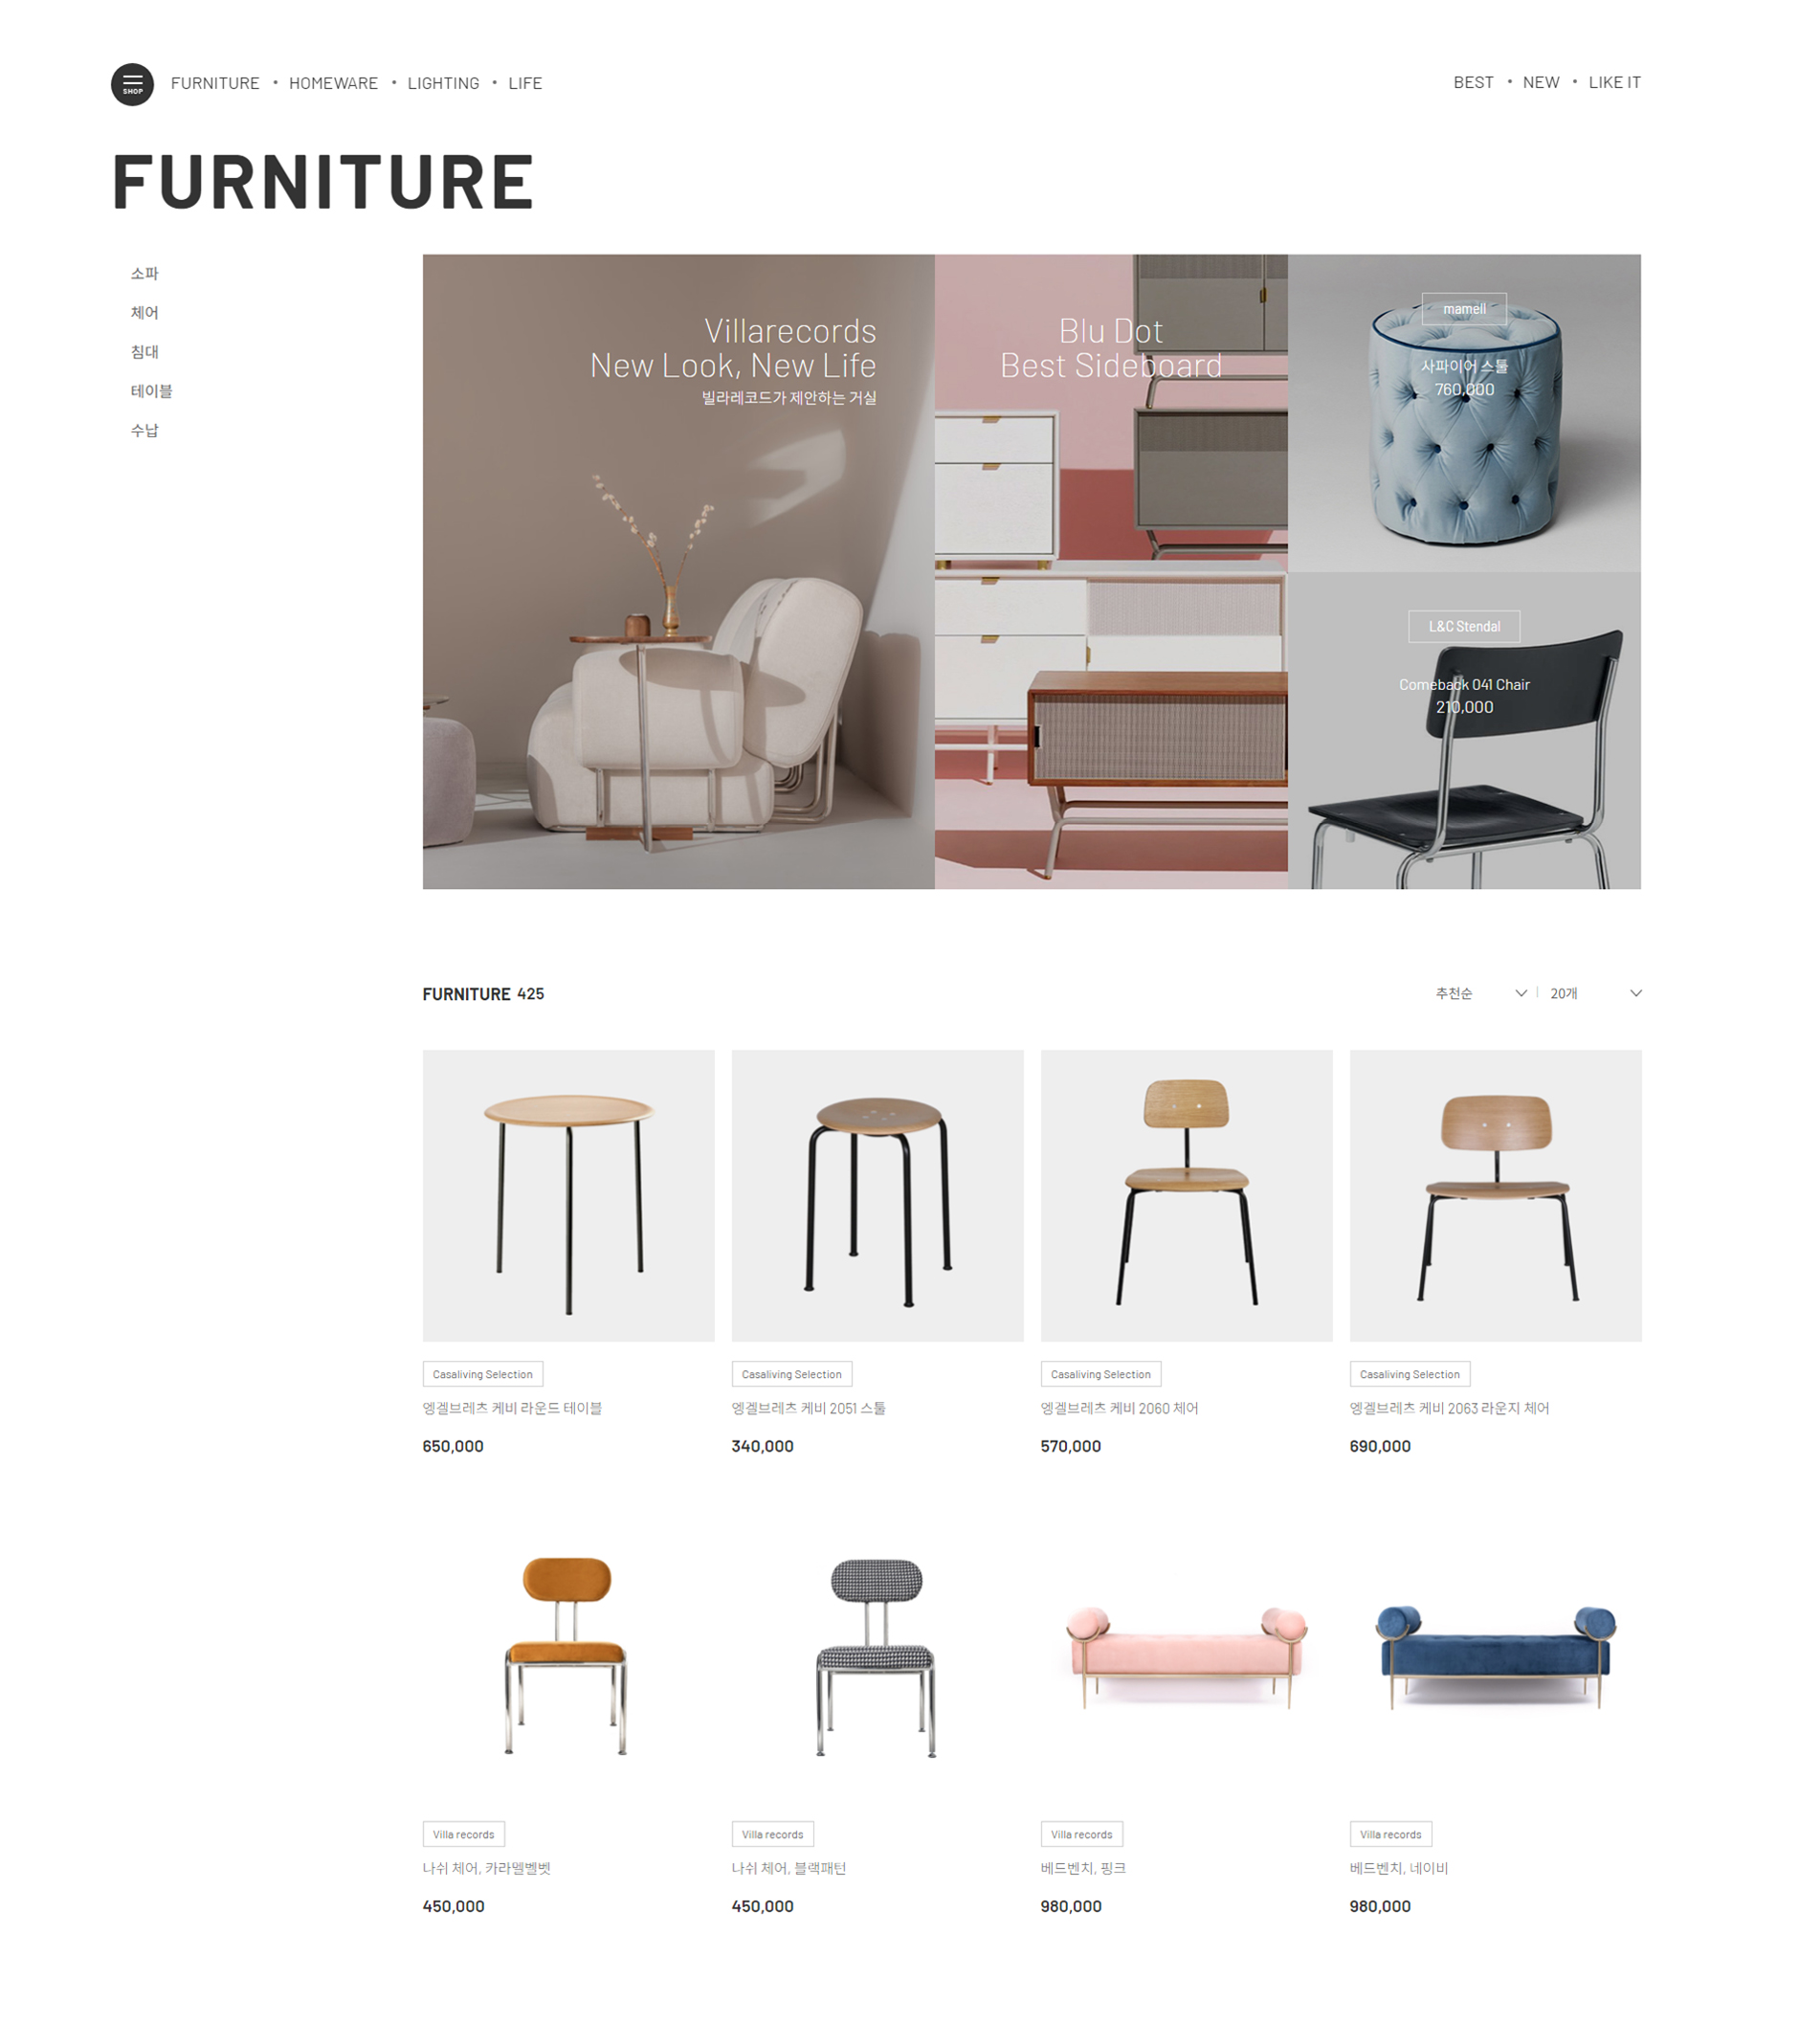 SHOP
FURNITURE • HOMEWARE • LIGHTING • LIFE
BEST • NEW • LIKE IT
FURNITURE
소파
체어
침대
테이블
수납
Villarecords
New Look, New Life
빌라레코드가 제안하는 거실
Blu Dot
Best Sideboard
mamell
사파이어 스툴
760,000
L&C Stendal
Comeback 041 Chair
210,000
FURNITURE 425
추천순
20개
Casaliving Selection
엥겔브레츠 케비 라운드 테이블
650,000
Casaliving Selection
엥겔브레츠 케비 2051 스툴
340,000
Casaliving Selection
엥겔브레츠 케비 2060 체어
570,000
Casaliving Selection
엥겔브레츠 케비 2063 라운지 체어
690,000
Villa records
나쉬 체어, 카라멜벨벳
450,000
Villa records
나쉬 체어, 블랙패턴
450,000
Villa records
베드벤치, 핑크
980,000
Villa records
베드벤치, 네이비
980,000